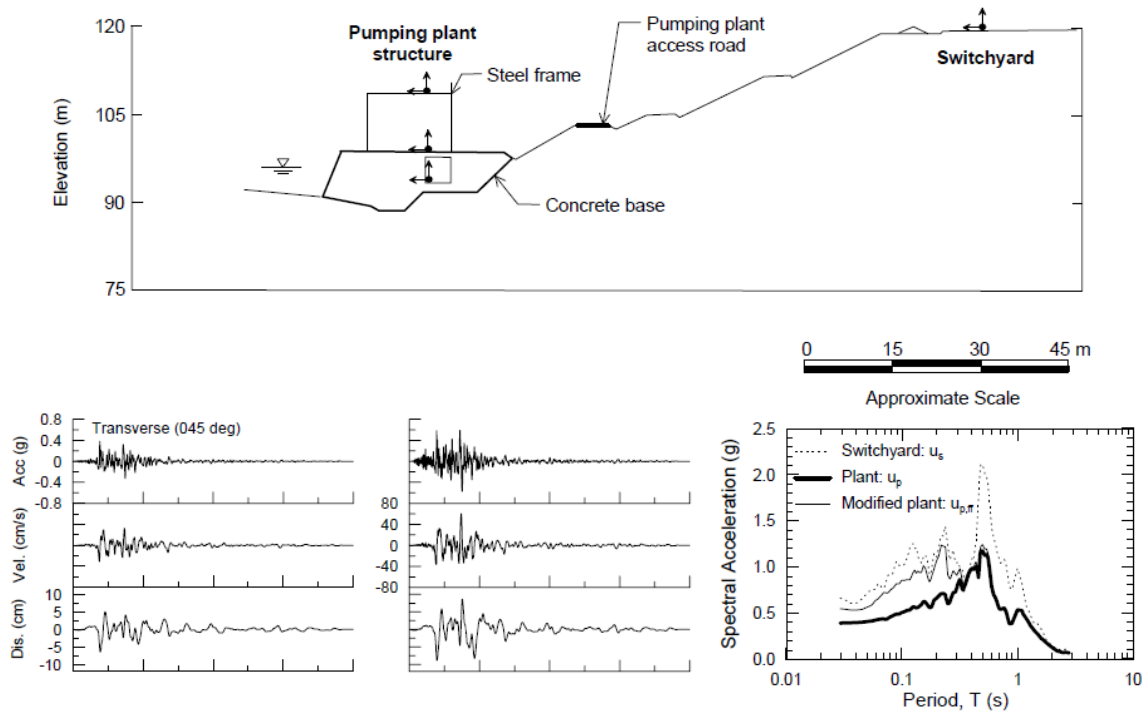 120
105
90
75
Elevation (m)
Pumping plant
structure
Steel frame
Pumping plant
access road
Switchyard
Concrete base
0 15 30 45 m
Approximate Scale
Transverse (045 deg)
0.8
0.4
0
-0.4
-0.8
Acc (g)
80
40
0
-40
-80
Vel. (cm/s)
10
5
0
-5
-10
Dis. (cm)
2.5
2.0
1.5
1.0
0.5
0.0
Spectral Acceleration (g)
Switchyard: us
Plant: up
Modified plant: up,ff
0.01 0.1 1 10
Period, T (s)